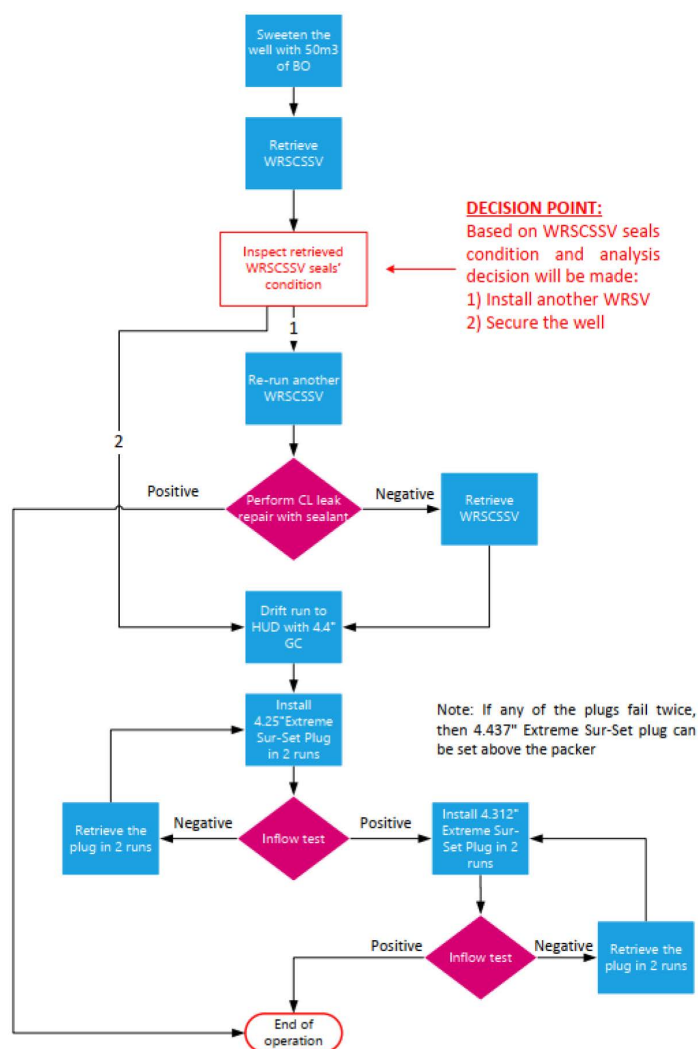 Sweeten the
well with 50m3
of BO
Retrieve
WRSCSSV
DECISION POINT:
Based on WRSCSSV seals
condition and analysis
decision will be made:
1) Install another WRSV
2) Secure the well
Inspect retrieved
WRSCSSV seals'
condition
1
Re-run another
WRSCSSV
2
Positive
Perform CL leak
repair with sealant
Negative
Retrieve
WRSCSSV
Drift run to
HUD with 4.4"
GC
Install
4.25"Extreme
Sur-Set Plug
in 2 runs
Note: If any of the plugs fail twice,
then 4.437" Extreme Sur-Set plug can
be set above the packer
Retrieve the
plug in 2 runs
Negative
Inflow test
Positive
Install 4.312"
Extreme Sur-
Set Plug in 2
runs
Positive
Inflow test
Negative
Retrieve the
plug in 2 runs
End of
operation